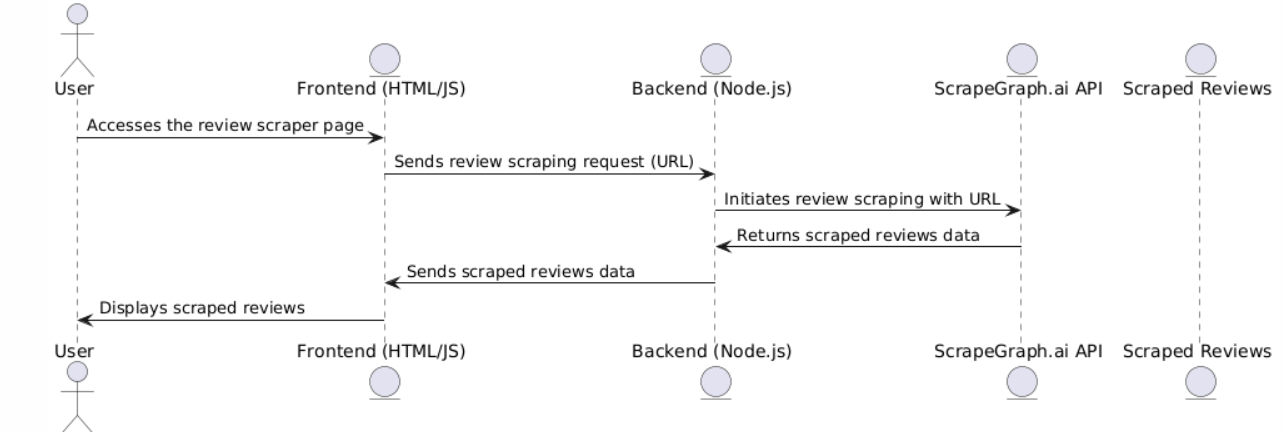 User Frontend (HTML/JS) Backend (Node.js) ScrapeGraph.ai API Scraped Reviews
Accesses the review scraper page
Sends review scraping request (URL)
Initiates review scraping with URL
Returns scraped reviews data
Sends scraped reviews data
Displays scraped reviews
User Frontend (HTML/JS) Backend (Node.js) ScrapeGraph.ai API Scraped Reviews